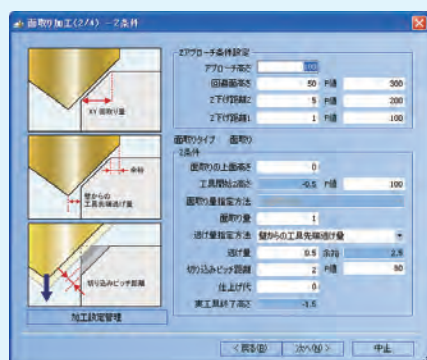 面取り加工(2/4) - Z条件
XY 面取り量
余裕
壁からの
工具先端逃げ量
切り込みピッチ距離
加工設定管理
Zアプローチ条件設定
アプローチ高さ 100
回避面高さ 50 F値 300
Z下げ距離2 5 F値 200
Z下げ距離1 1 F値 100
面取りタイプ 面取り
Z条件
面取りの上面高さ 0
工具開始Z高さ -0.5 F値 100
面取り量指定方法
面取り量 1
逃げ量指定方法 壁からの工具先端逃げ量
逃げ量 0.5 余裕 2.5
切り込みピッチ距離 2 F値 80
仕上げ代 0
実工具終了高さ -1.5
< 戻る(B) 次へ(N) > 中止